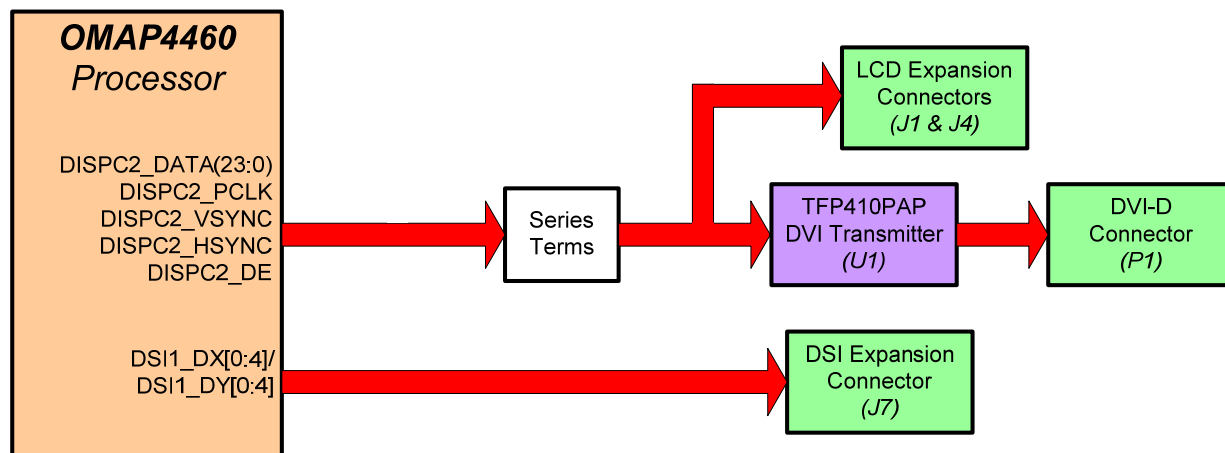 OMAP4460
Processor
DISPC2_DATA(23:0)
DISPC2_PCLK
DISPC2_VSYNC
DISPC2_HSYNC
DISPC2_DE
DSI1_DX[0:4]/
DSI1_DY[0:4]
Series
Terms
LCD Expansion
Connectors
(J1 & J4)
TFP410PAP
DVI Transmitter
(U1)
DVI-D
Connector
(P1)
DSI Expansion
Connector
(J7)